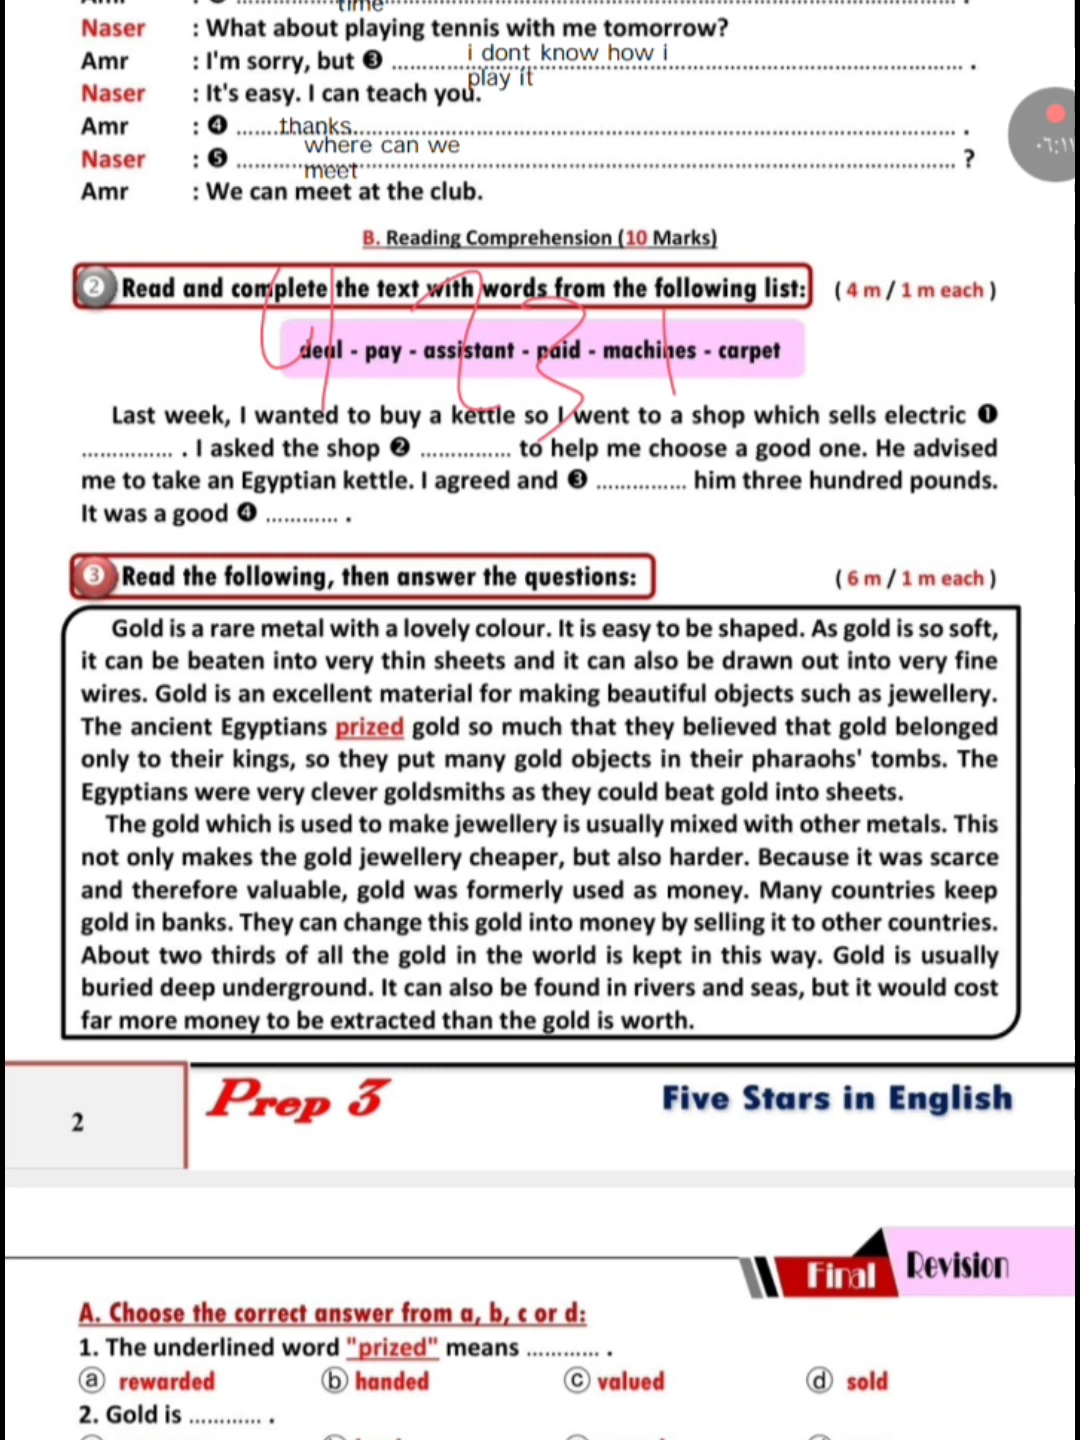 time
Naser : What about playing tennis with me tomorrow?
Amr : I'm sorry, but ❸ i dont know how i play it .
Naser : It's easy. I can teach you.
Amr : ❹ .......thanks.......... .
Naser : ❺ where can we meet ?
Amr : We can meet at the club.
B. Reading Comprehension (10 Marks)
2 Read and complete the text with words from the following list: ( 4 m / 1 m each )
4 2 3 1
deal - pay - assistant - paid - machines - carpet
Last week, I wanted to buy a kettle so I went to a shop which sells electric ❶
............... . I asked the shop ❷ ............... to help me choose a good one. He advised
me to take an Egyptian kettle. I agreed and ❸ ............... him three hundred pounds.
It was a good ❹ ............ .
3 Read the following, then answer the questions: ( 6 m / 1 m each )
Gold is a rare metal with a lovely colour. It is easy to be shaped. As gold is so soft,
it can be beaten into very thin sheets and it can also be drawn out into very fine
wires. Gold is an excellent material for making beautiful objects such as jewellery.
The ancient Egyptians prized gold so much that they believed that gold belonged
only to their kings, so they put many gold objects in their pharaohs' tombs. The
Egyptians were very clever goldsmiths as they could beat gold into sheets.
The gold which is used to make jewellery is usually mixed with other metals. This
not only makes the gold jewellery cheaper, but also harder. Because it was scarce
and therefore valuable, gold was formerly used as money. Many countries keep
gold in banks. They can change this gold into money by selling it to other countries.
About two thirds of all the gold in the world is kept in this way. Gold is usually
buried deep underground. It can also be found in rivers and seas, but it would cost
far more money to be extracted than the gold is worth.
2 Prep 3 Five Stars in English
Final Revision
A. Choose the correct answer from a, b, c or d:
1. The underlined word "prized" means ............ .
ⓐ rewarded ⓑ handed ⓒ valued ⓓ sold
2. Gold is ............ .